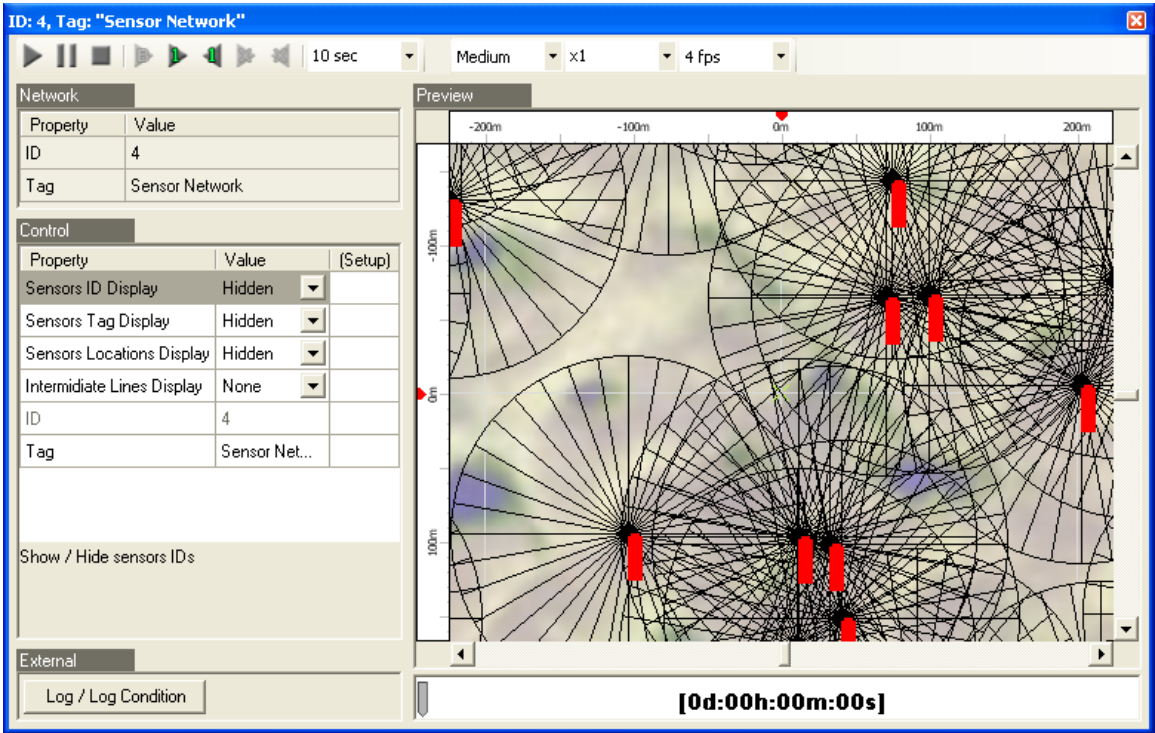 ID: 4, Tag: "Sensor Network"
10 sec Medium x1 4 fps
Network
Property Value
ID 4
Tag Sensor Network
Control
Property Value (Setup)
Sensors ID Display Hidden
Sensors Tag Display Hidden
Sensors Locations Display Hidden
Intermidiate Lines Display None
ID 4
Tag Sensor Net...
Show / Hide sensors IDs
External
Log / Log Condition
Preview
-200m -100m 0m 100m 200m
-100m
0m
100m
[0d:00h:00m:00s]